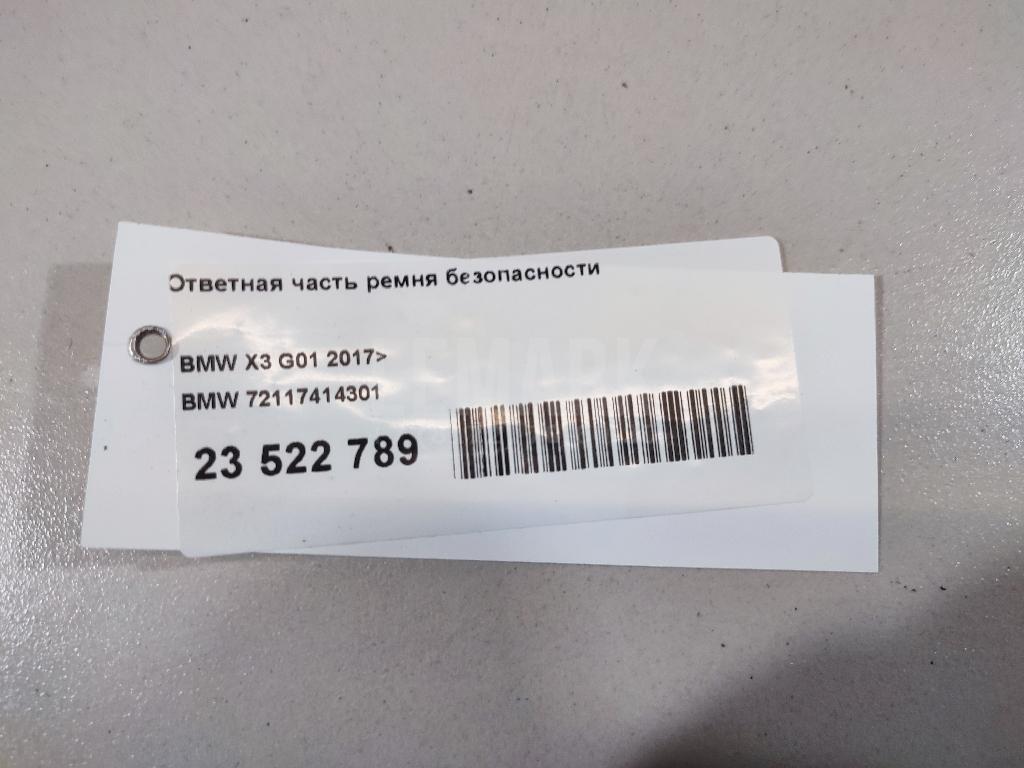 Ответная часть ремня безопасности
BMW X3 G01 2017>
BMW 72117414301
23 522 789